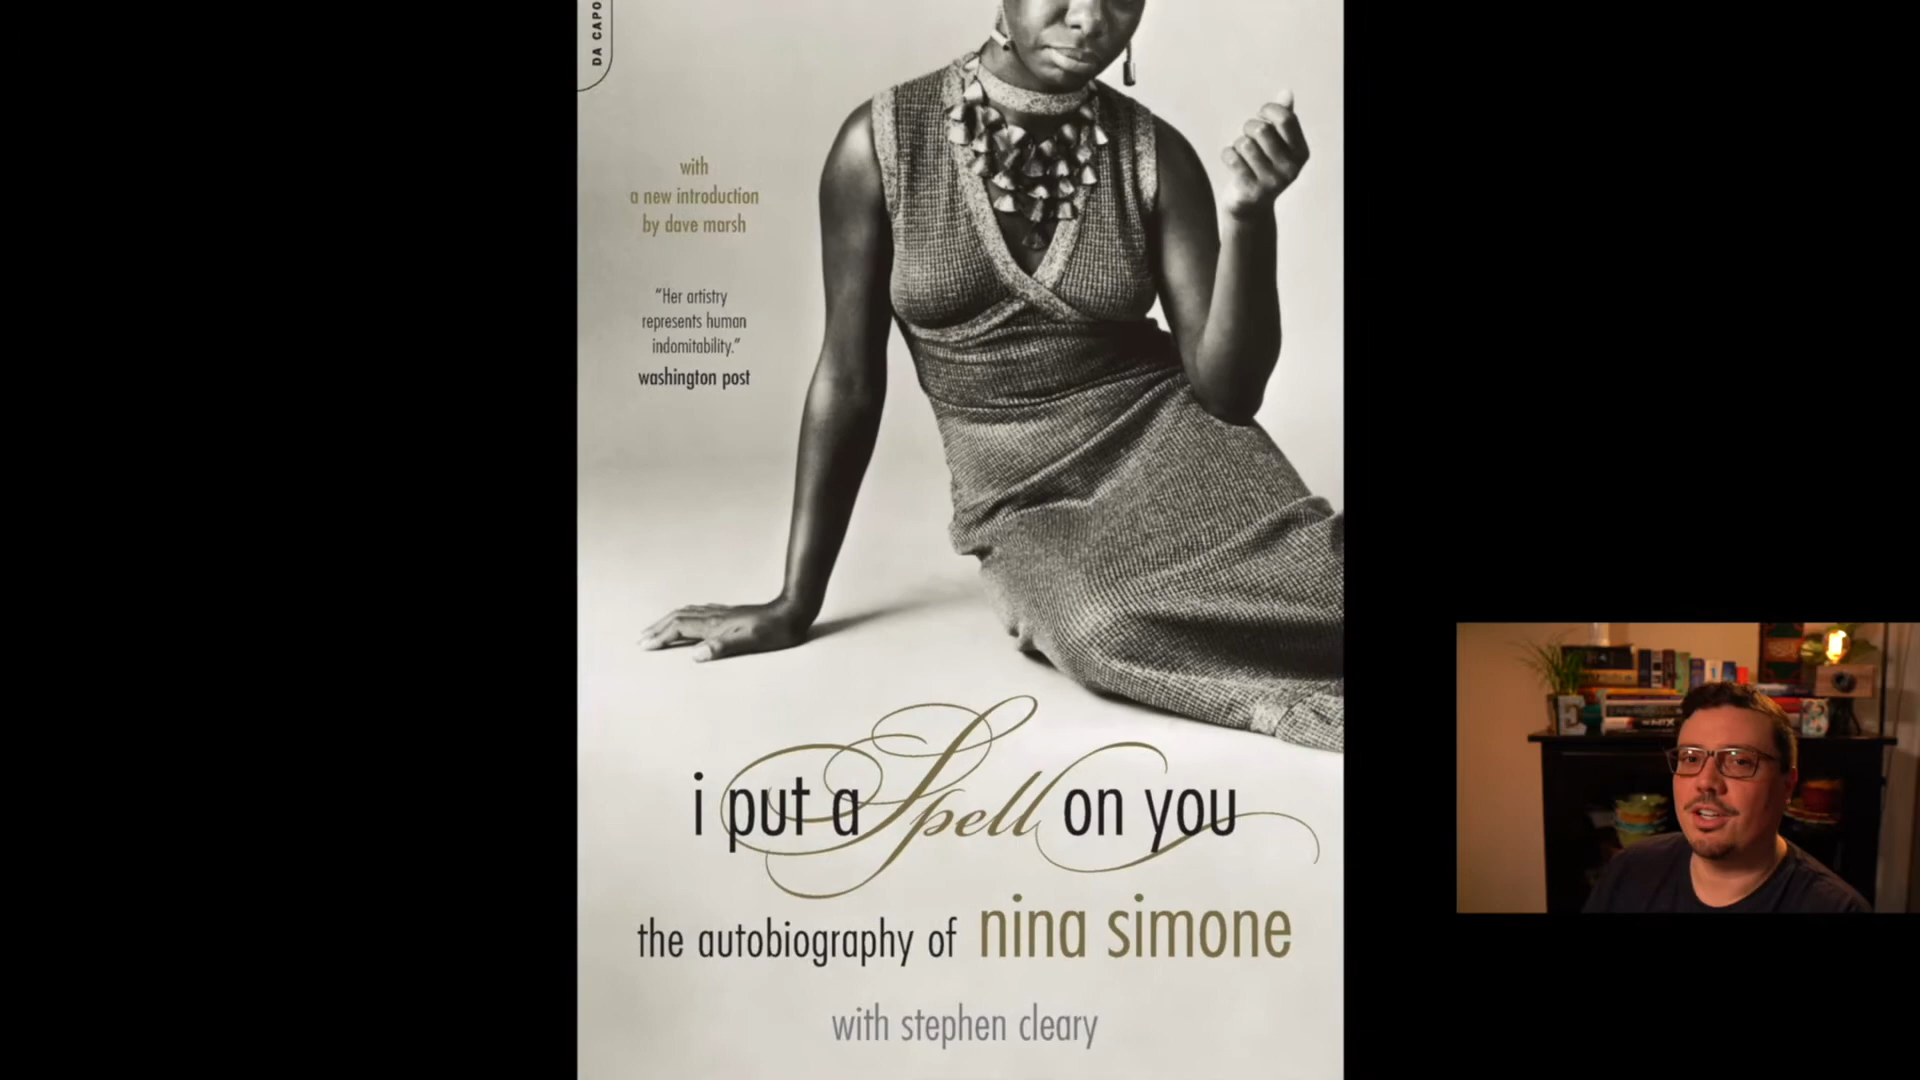 DA CAPO
with
a new introduction
by dave marsh
“Her artistry
represents human
indomitability.”
washington post
i put a Spell on you
the autobiography of nina simone
with stephen cleary